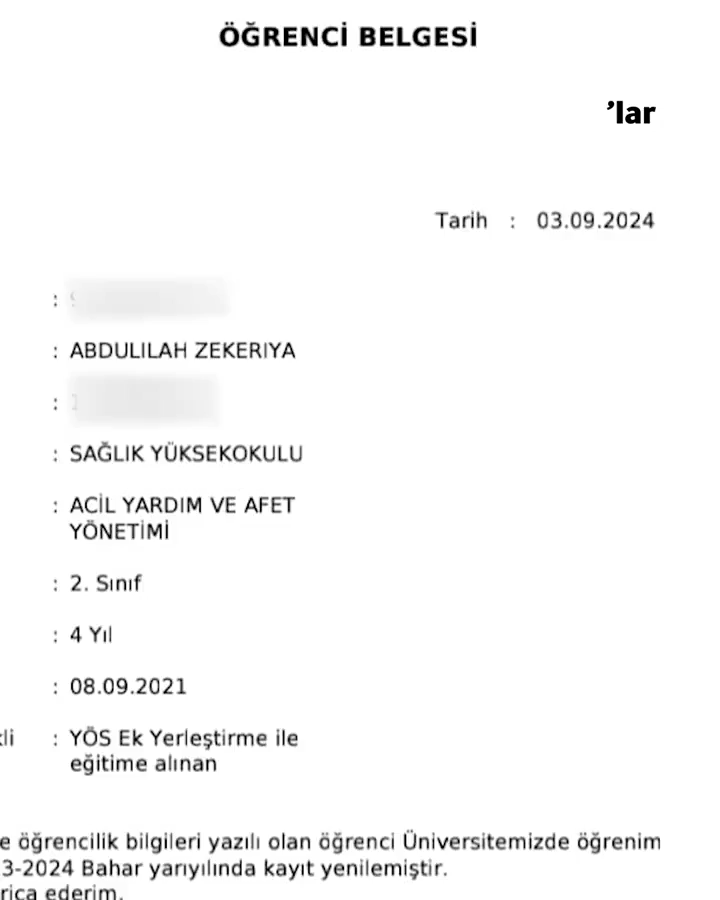 ÖĞRENCİ BELGESİ
’lar
Tarih : 03.09.2024
:
: ABDULILAH ZEKERIYA
:
: SAĞLIK YÜKSEKOKULU
: ACİL YARDIM VE AFET
YÖNETİMİ
: 2. Sınıf
: 4 Yıl
: 08.09.2021
: YÖS Ek Yerleştirme ile
eğitime alınan
e öğrencilik bilgileri yazılı olan öğrenci Üniversitemizde öğrenim
3-2024 Bahar yarıyılında kayıt yenilemiştir.
rica ederim.